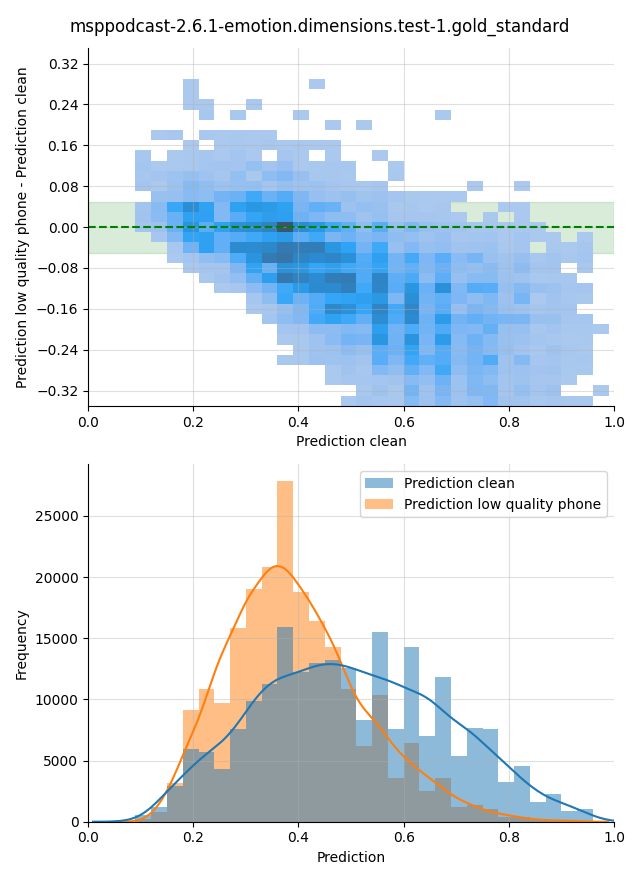 msppodcast-2.6.1-emotion.dimensions.test-1.gold_standard
Prediction low quality phone - Prediction clean
0.32
0.24
0.16
0.08
0.00
−0.08
−0.16
−0.24
−0.32
0.0 0.2 0.4 0.6 0.8 1.0
Prediction clean
Frequency
25000
20000
15000
10000
5000
0
Prediction clean
Prediction low quality phone
0.0 0.2 0.4 0.6 0.8 1.0
Prediction